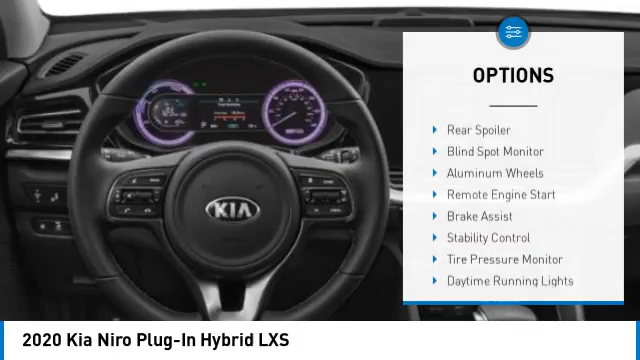 OPTIONS
Rear Spoiler
Blind Spot Monitor
Aluminum Wheels
Remote Engine Start
Brake Assist
Stability Control
Tire Pressure Monitor
Daytime Running Lights
KIA
2020 Kia Niro Plug-In Hybrid LXS